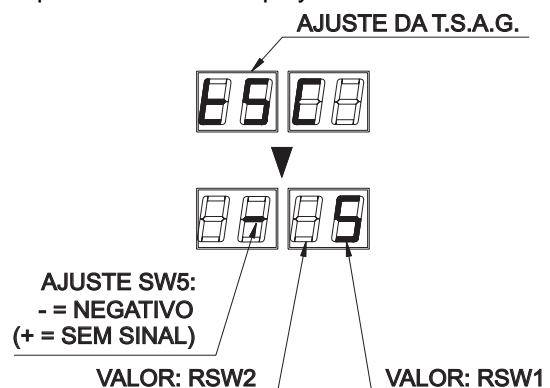 AJUSTE DA T.S.A.G.
tSC
- 5
AJUSTE SW5:
- = NEGATIVO
(+ = SEM SINAL)
VALOR: RSW2
VALOR: RSW1